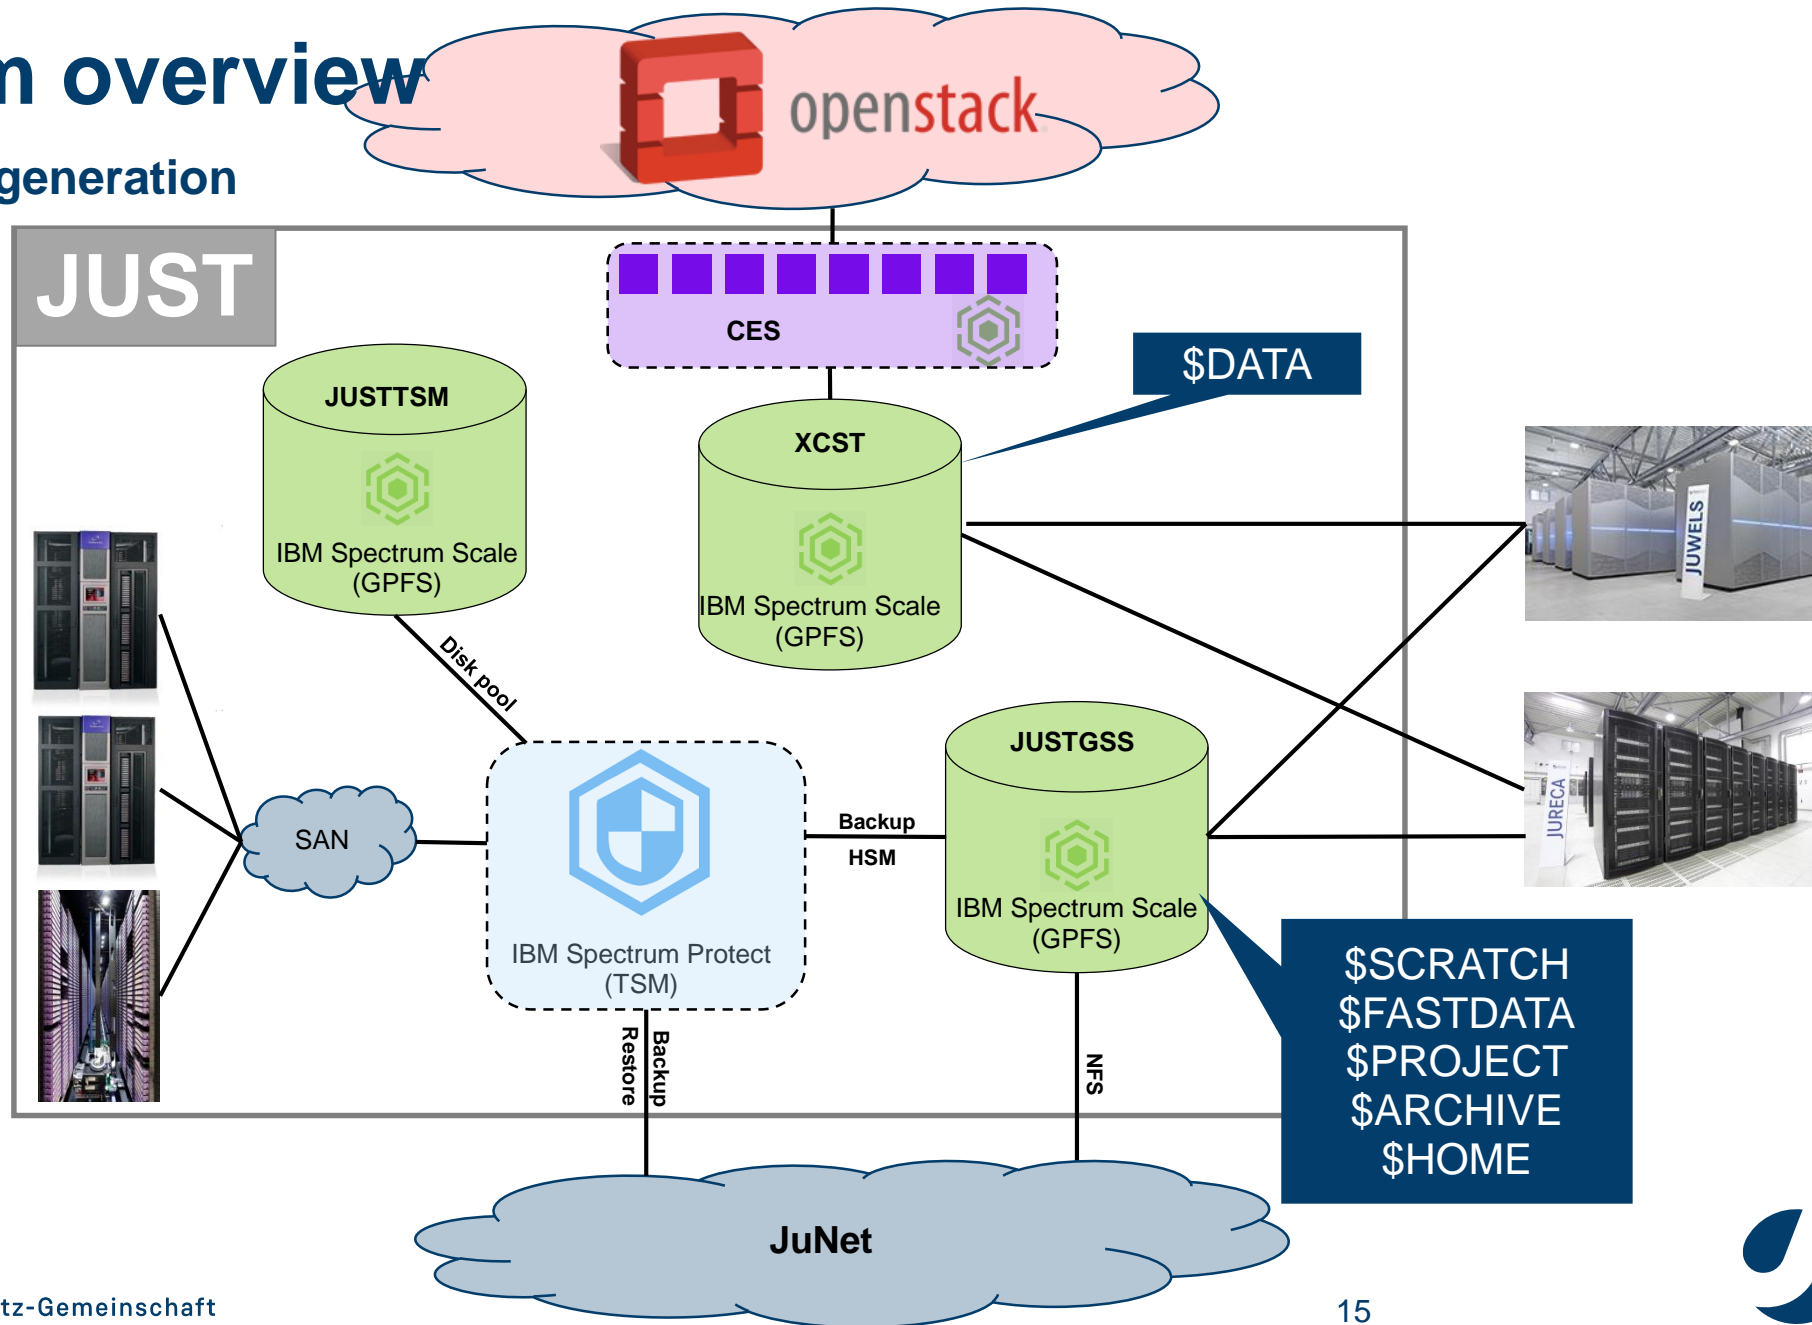 m overview
generation
openstack
JUST
CES
$DATA
JUSTTSM
IBM Spectrum Scale
(GPFS)
XCST
IBM Spectrum Scale
(GPFS)
JUWELS
Disk pool
JUSTGSS
IBM Spectrum Scale
(GPFS)
JURECA
SAN
Backup
HSM
IBM Spectrum Protect
(TSM)
Backup
Restore
NFS
$SCRATCH
$FASTDATA
$PROJECT
$ARCHIVE
$HOME
JuNet
tz-Gemeinschaft
15